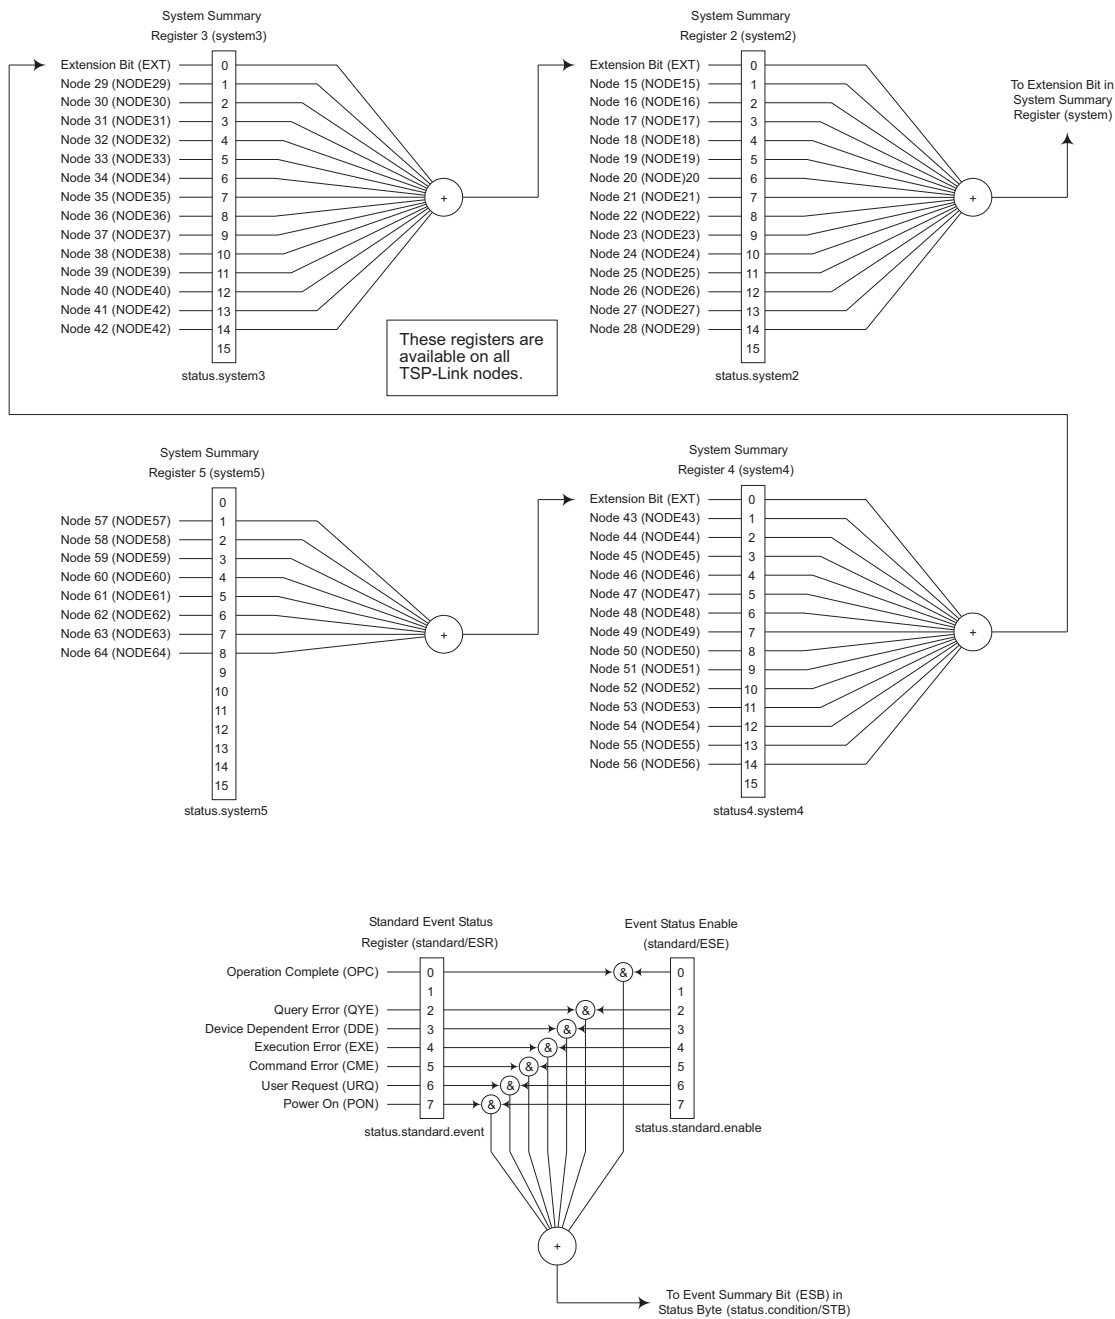 System Summary
Register 3 (system3)
Extension Bit (EXT) 0
Node 29 (NODE29) 1
Node 30 (NODE30) 2
Node 31 (NODE31) 3
Node 32 (NODE32) 4
Node 33 (NODE33) 5
Node 34 (NODE34) 6
Node 35 (NODE35) 7
Node 36 (NODE36) 8
Node 37 (NODE37) 9
Node 38 (NODE38) 10
Node 39 (NODE39) 11
Node 40 (NODE40) 12
Node 41 (NODE42) 13
Node 42 (NODE42) 14
15
+
status.system3
System Summary
Register 2 (system2)
Extension Bit (EXT) 0
Node 15 (NODE15) 1
Node 16 (NODE16) 2
Node 17 (NODE17) 3
Node 18 (NODE18) 4
Node 19 (NODE19) 5
Node 20 (NODE)20 6
Node 21 (NODE21) 7
Node 22 (NODE22) 8
Node 23 (NODE23) 9
Node 24 (NODE24) 10
Node 25 (NODE25) 11
Node 26 (NODE26) 12
Node 27 (NODE27) 13
Node 28 (NODE29) 14
15
+
status.system2
To Extension Bit in
System Summary
Register (system)
These registers are
available on all
TSP-Link nodes.
System Summary
Register 5 (system5)
0
Node 57 (NODE57) 1
Node 58 (NODE58) 2
Node 59 (NODE59) 3
Node 60 (NODE60) 4
Node 61 (NODE61) 5
Node 62 (NODE62) 6
Node 63 (NODE63) 7
Node 64 (NODE64) 8
9
10
11
12
13
14
15
+
status.system5
System Summary
Register 4 (system4)
Extension Bit (EXT) 0
Node 43 (NODE43) 1
Node 44 (NODE44) 2
Node 45 (NODE45) 3
Node 46 (NODE46) 4
Node 47 (NODE47) 5
Node 48 (NODE48) 6
Node 49 (NODE49) 7
Node 50 (NODE50) 8
Node 51 (NODE51) 9
Node 52 (NODE52) 10
Node 53 (NODE53) 11
Node 54 (NODE54) 12
Node 55 (NODE55) 13
Node 56 (NODE56) 14
15
+
status4.system4
Standard Event Status
Register (standard/ESR)
Event Status Enable
(standard/ESE)
Operation Complete (OPC) 0 & 0
1 1
Query Error (QYE) 2 & 2
Device Dependent Error (DDE) 3 & 3
Execution Error (EXE) 4 & 4
Command Error (CME) 5 & 5
User Request (URQ) 6 & 6
Power On (PON) 7 & 7
status.standard.event
status.standard.enable
+
To Event Summary Bit (ESB) in
Status Byte (status.condition/STB)